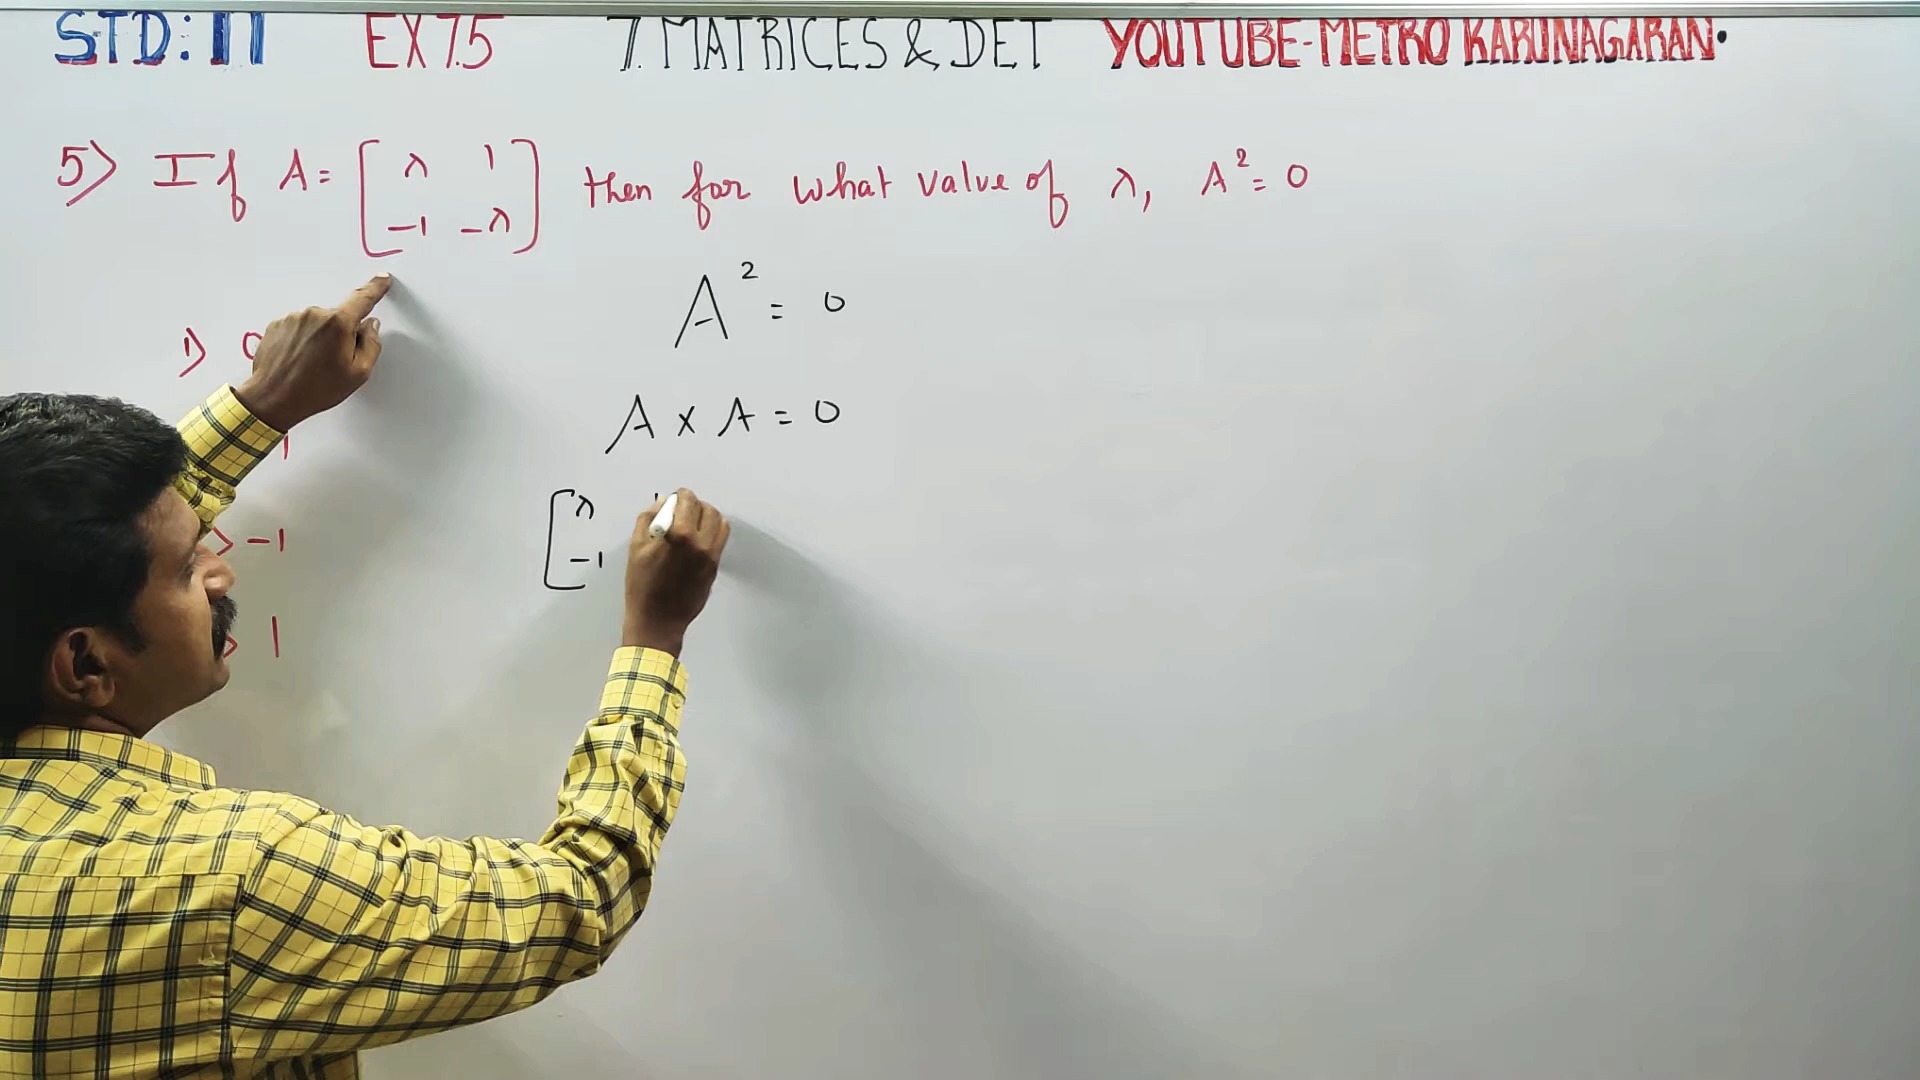 STD: 11 EX 7.5 7. MATRICES & DET YOUTUBE-METRO KARUNAGARAN.
5) If A = [ λ 1 ] then for what value of λ, A² = 0
[ -1 -λ ]
A² = 0
1) 0
A × A = 0
1
[ λ
-1
) -1
) 1